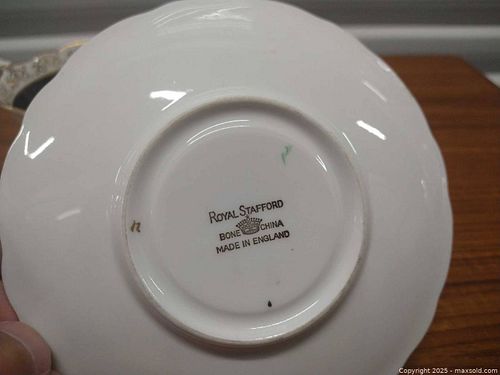 ROYAL STAFFORD
BONE CHINA
MADE IN ENGLAND
Copyright 2025 - maxsold.com